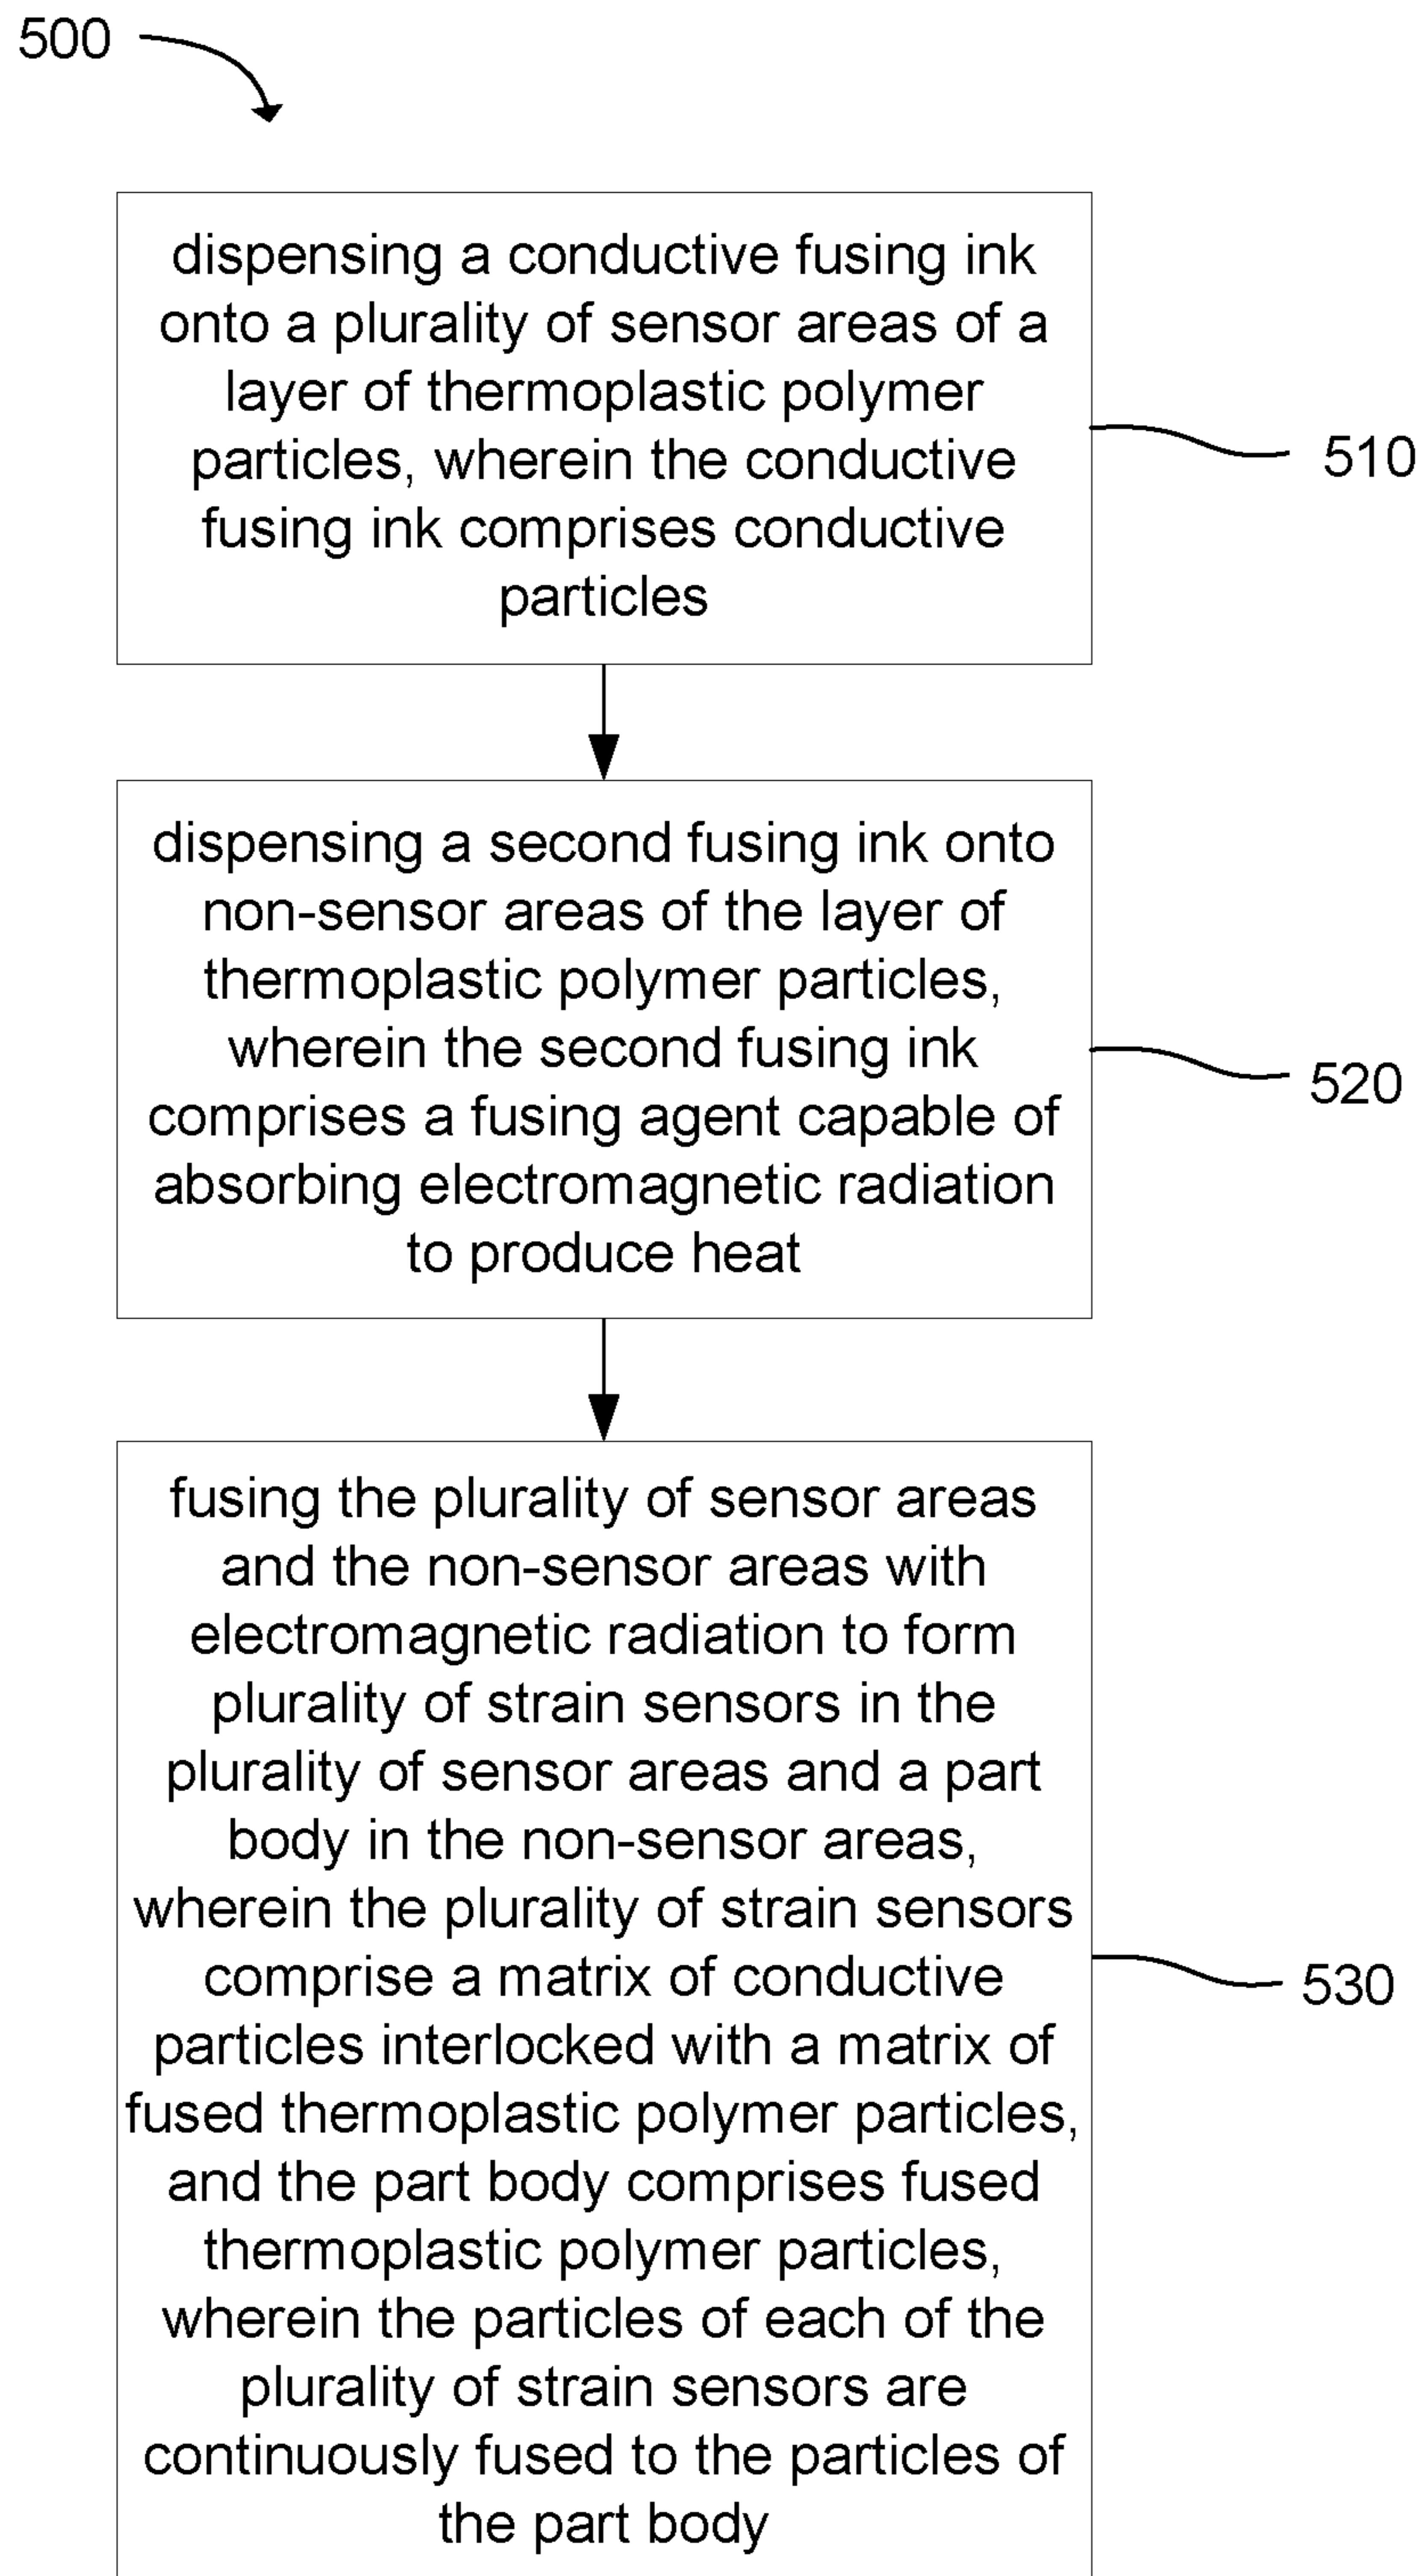 500
dispensing a conductive fusing ink
onto a plurality of sensor areas of a
layer of thermoplastic polymer
particles, wherein the conductive
fusing ink comprises conductive
particles
510
dispensing a second fusing ink onto
non-sensor areas of the layer of
thermoplastic polymer particles,
wherein the second fusing ink
comprises a fusing agent capable of
absorbing electromagnetic radiation
to produce heat
520
fusing the plurality of sensor areas
and the non-sensor areas with
electromagnetic radiation to form
plurality of strain sensors in the
plurality of sensor areas and a part
body in the non-sensor areas,
wherein the plurality of strain sensors
comprise a matrix of conductive
particles interlocked with a matrix of
fused thermoplastic polymer particles,
and the part body comprises fused
thermoplastic polymer particles,
wherein the particles of each of the
plurality of strain sensors are
continuously fused to the particles of
the part body
530